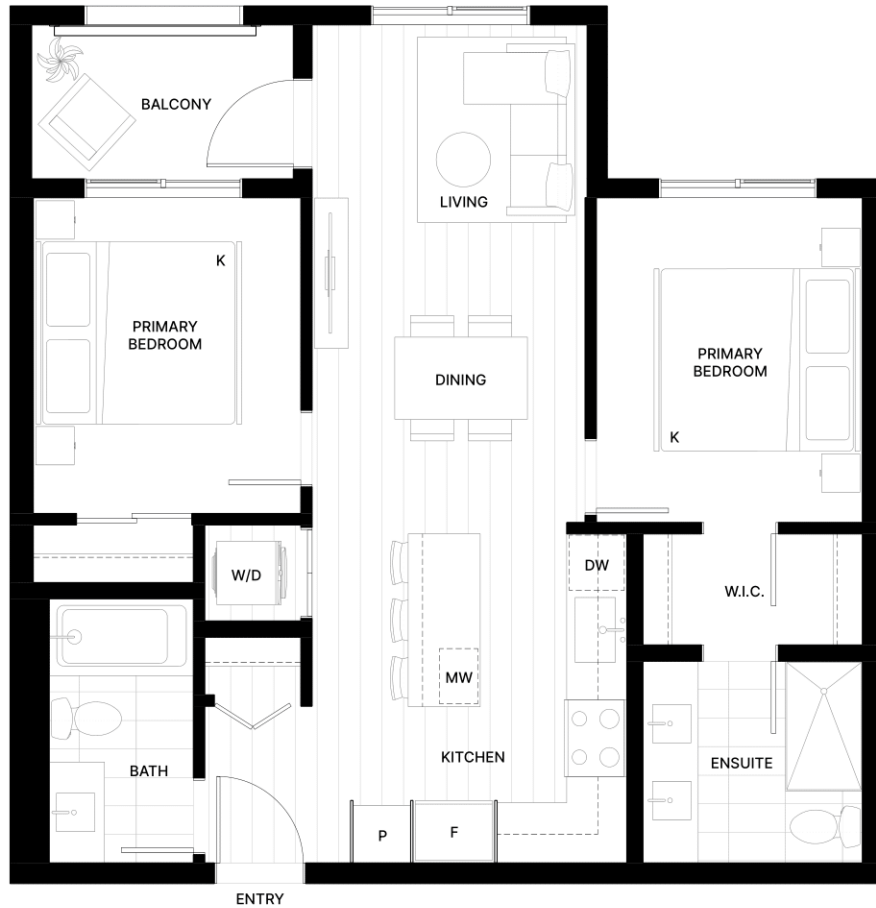 BALCONY
LIVING
K
PRIMARY
BEDROOM
PRIMARY
BEDROOM
K
DINING
W/D
DW
W.I.C.
MW
KITCHEN
BATH
ENSUITE
P
F
ENTRY